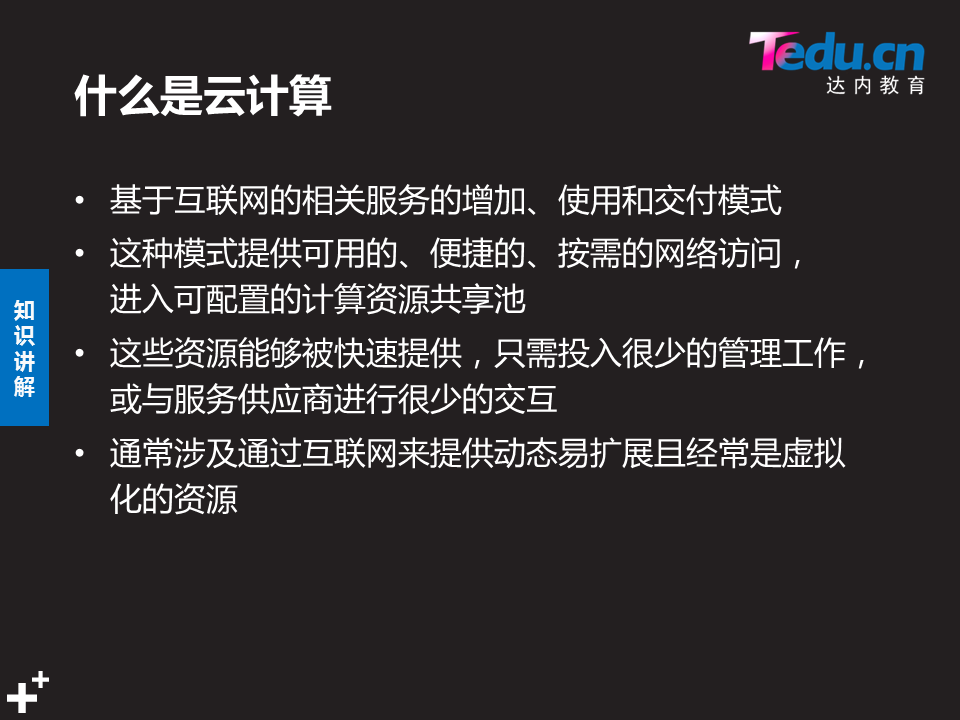 Tedu.cn
达内教育
什么是云计算
• 基于互联网的相关服务的增加、使用和交付模式
• 这种模式提供可用的、便捷的、按需的网络访问，
进入可配置的计算资源共享池
• 这些资源能够被快速提供，只需投入很少的管理工作，
或与服务供应商进行很少的交互
• 通常涉及通过互联网来提供动态易扩展且经常是虚拟
化的资源
知
识
讲
解